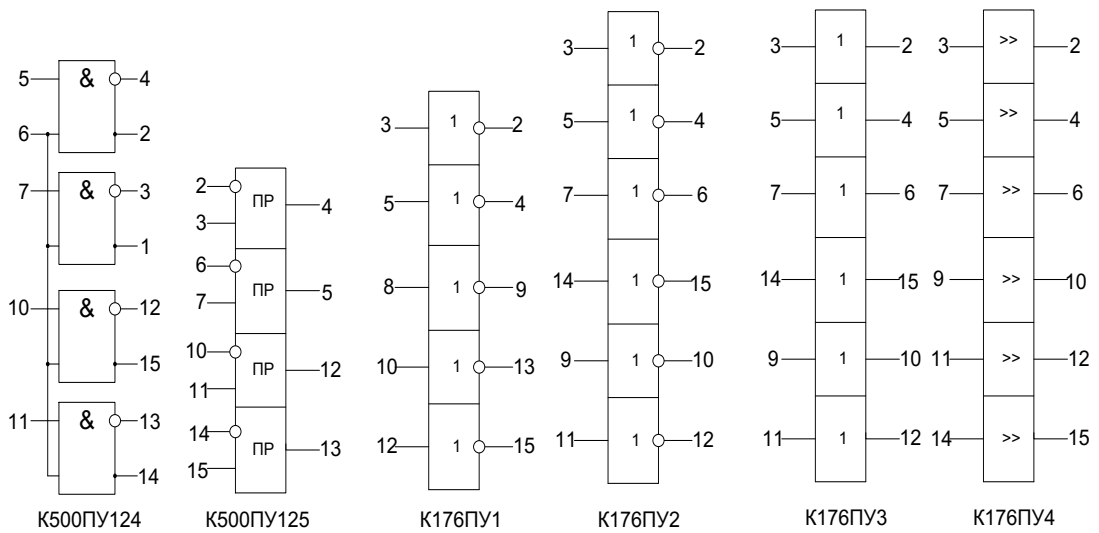 5 & 4
6 2
7 & 3
1
10 & 12
15
11 & 13
14
К500ПУ124
2 ПР 4
3
6 ПР 5
7
10 ПР 12
11
14 ПР 13
15
К500ПУ125
3 1 2
5 1 4
8 1 9
10 1 13
12 1 15
К176ПУ1
3 1 2
5 1 4
7 1 6
14 1 15
9 1 10
11 1 12
К176ПУ2
3 1 2
5 1 4
7 1 6
14 1 15
9 1 10
11 1 12
К176ПУ3
3 >> 2
5 >> 4
7 >> 6
9 >> 10
11 >> 12
14 >> 15
К176ПУ4